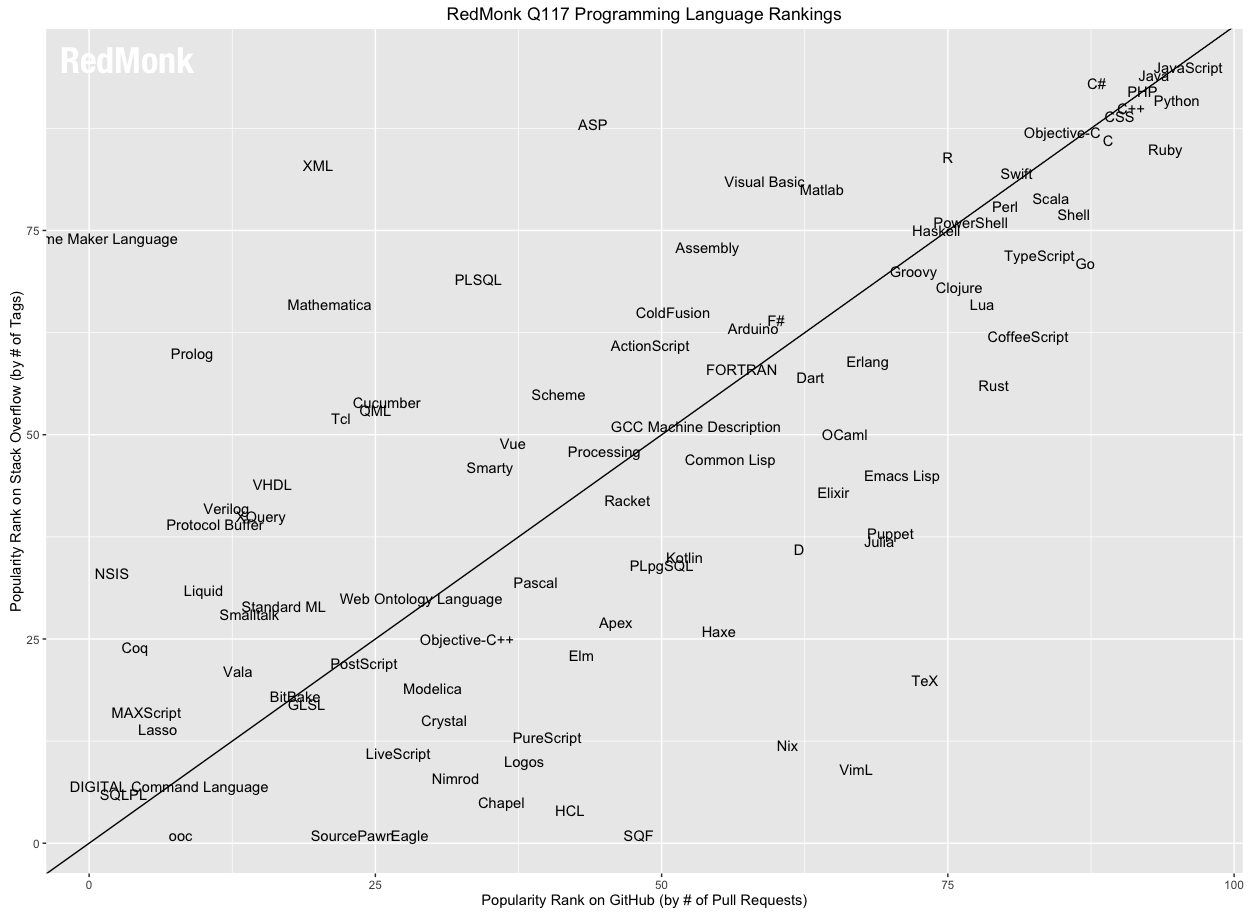 RedMonk Q117 Programming Language Rankings
RedMonk
JavaScript
Java
C#
PHP
Python
C++
CSS
ASP
Objective-C
C
Ruby
R
XML
Swift
Visual Basic
Matlab
Scala
Perl
Shell
PowerShell
75
Haskell
me Maker Language
Assembly
TypeScript
Go
Groovy
PLSQL
Clojure
Mathematica
Lua
ColdFusion
F#
Arduino
CoffeeScript
ActionScript
Prolog
Erlang
FORTRAN
Dart
Rust
Scheme
Cucumber
QML
Tcl
GCC Machine Description
50
OCaml
Vue
Processing
Common Lisp
Smarty
Emacs Lisp
VHDL
Elixir
Racket
Verilog
XQuery
Protocol Buffer
Puppet
Julia
D
Kotlin
PLpgSQL
NSIS
Pascal
Liquid
Web Ontology Language
Standard ML
Smalltalk
Apex
Haxe
25
Objective-C++
Coq
Elm
PostScript
Vala
TeX
Modelica
BitBake
GLSL
MAXScript
Crystal
Lasso
PureScript
Nix
LiveScript
Logos
VimL
Nimrod
DIGITAL Command Language
SQLPL
Chapel
HCL
ooc
SourcePawn
Eagle
SQF
0
0
25
50
75
100
Popularity Rank on GitHub (by # of Pull Requests)
Popularity Rank on Stack Overflow (by # of Tags)